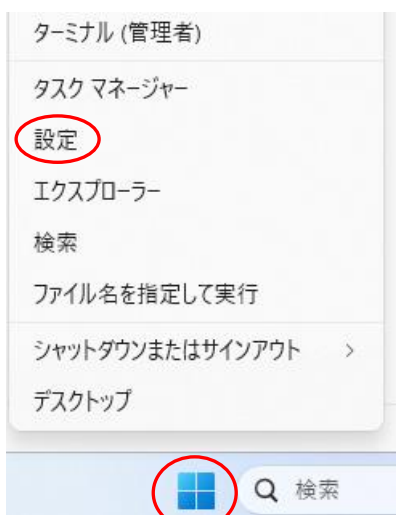 ターミナル (管理者)
タスク マネージャー
設定
エクスプローラー
検索
ファイル名を指定して実行
シャットダウンまたはサインアウト
デスクトップ
検索